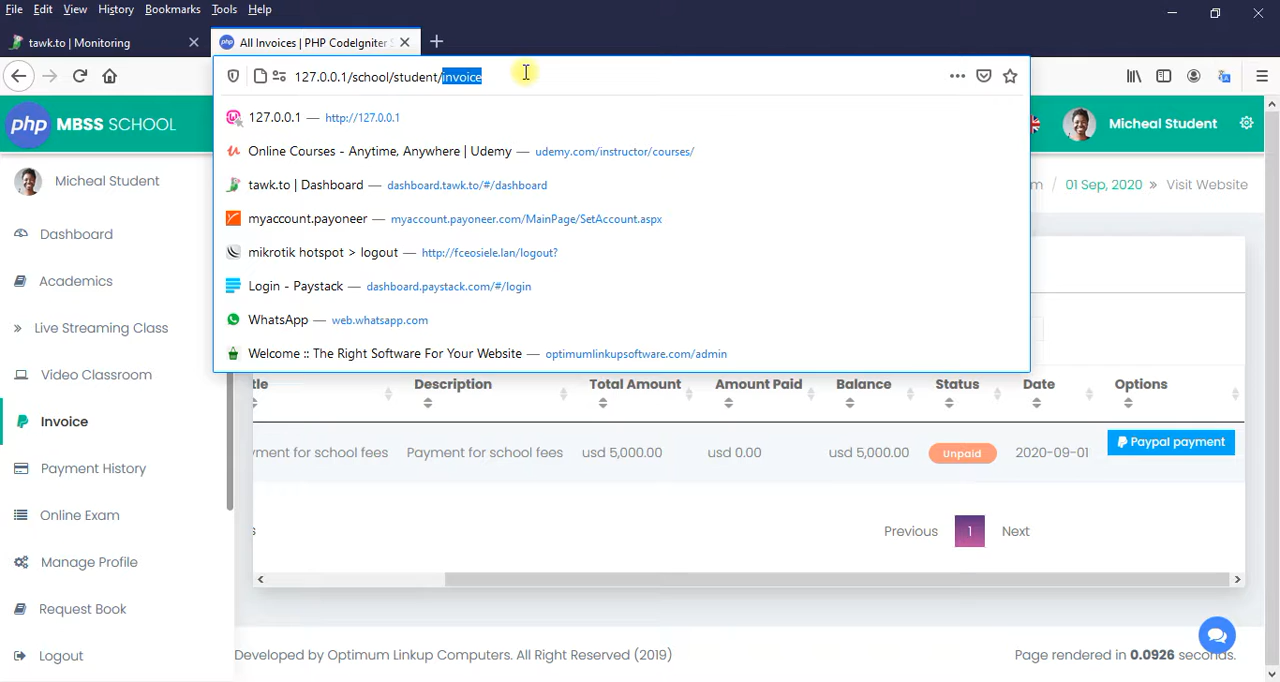 File Edit View History Bookmarks Tools Help
tawk.to | Monitoring
All Invoices | PHP CodeIgniter
127.0.0.1/school/student/invoice
127.0.0.1 — http://127.0.0.1
Online Courses - Anytime, Anywhere | Udemy — udemy.com/instructor/courses/
tawk.to | Dashboard — dashboard.tawk.to/#/dashboard
myaccount.payoneer — myaccount.payoneer.com/MainPage/SetAccount.aspx
mikrotik hotspot > logout — http://fceosiele.lan/logout?
Login - Paystack — dashboard.paystack.com/#/login
WhatsApp — web.whatsapp.com
Welcome :: The Right Software For Your Website — optimumlinkupsoftware.com/admin
php MBSS SCHOOL
Micheal Student
Micheal Student
01 Sep, 2020 » Visit Website
Dashboard
Academics
» Live Streaming Class
Video Classroom
Invoice
Payment History
Online Exam
Manage Profile
Request Book
Logout
tle Description Total Amount Amount Paid Balance Status Date Options
yment for school fees Payment for school fees usd 5,000.00 usd 0.00 usd 5,000.00 Unpaid 2020-09-01 Paypal payment
Previous 1 Next
Developed by Optimum Linkup Computers. All Right Reserved (2019)
Page rendered in 0.0926 seconds.